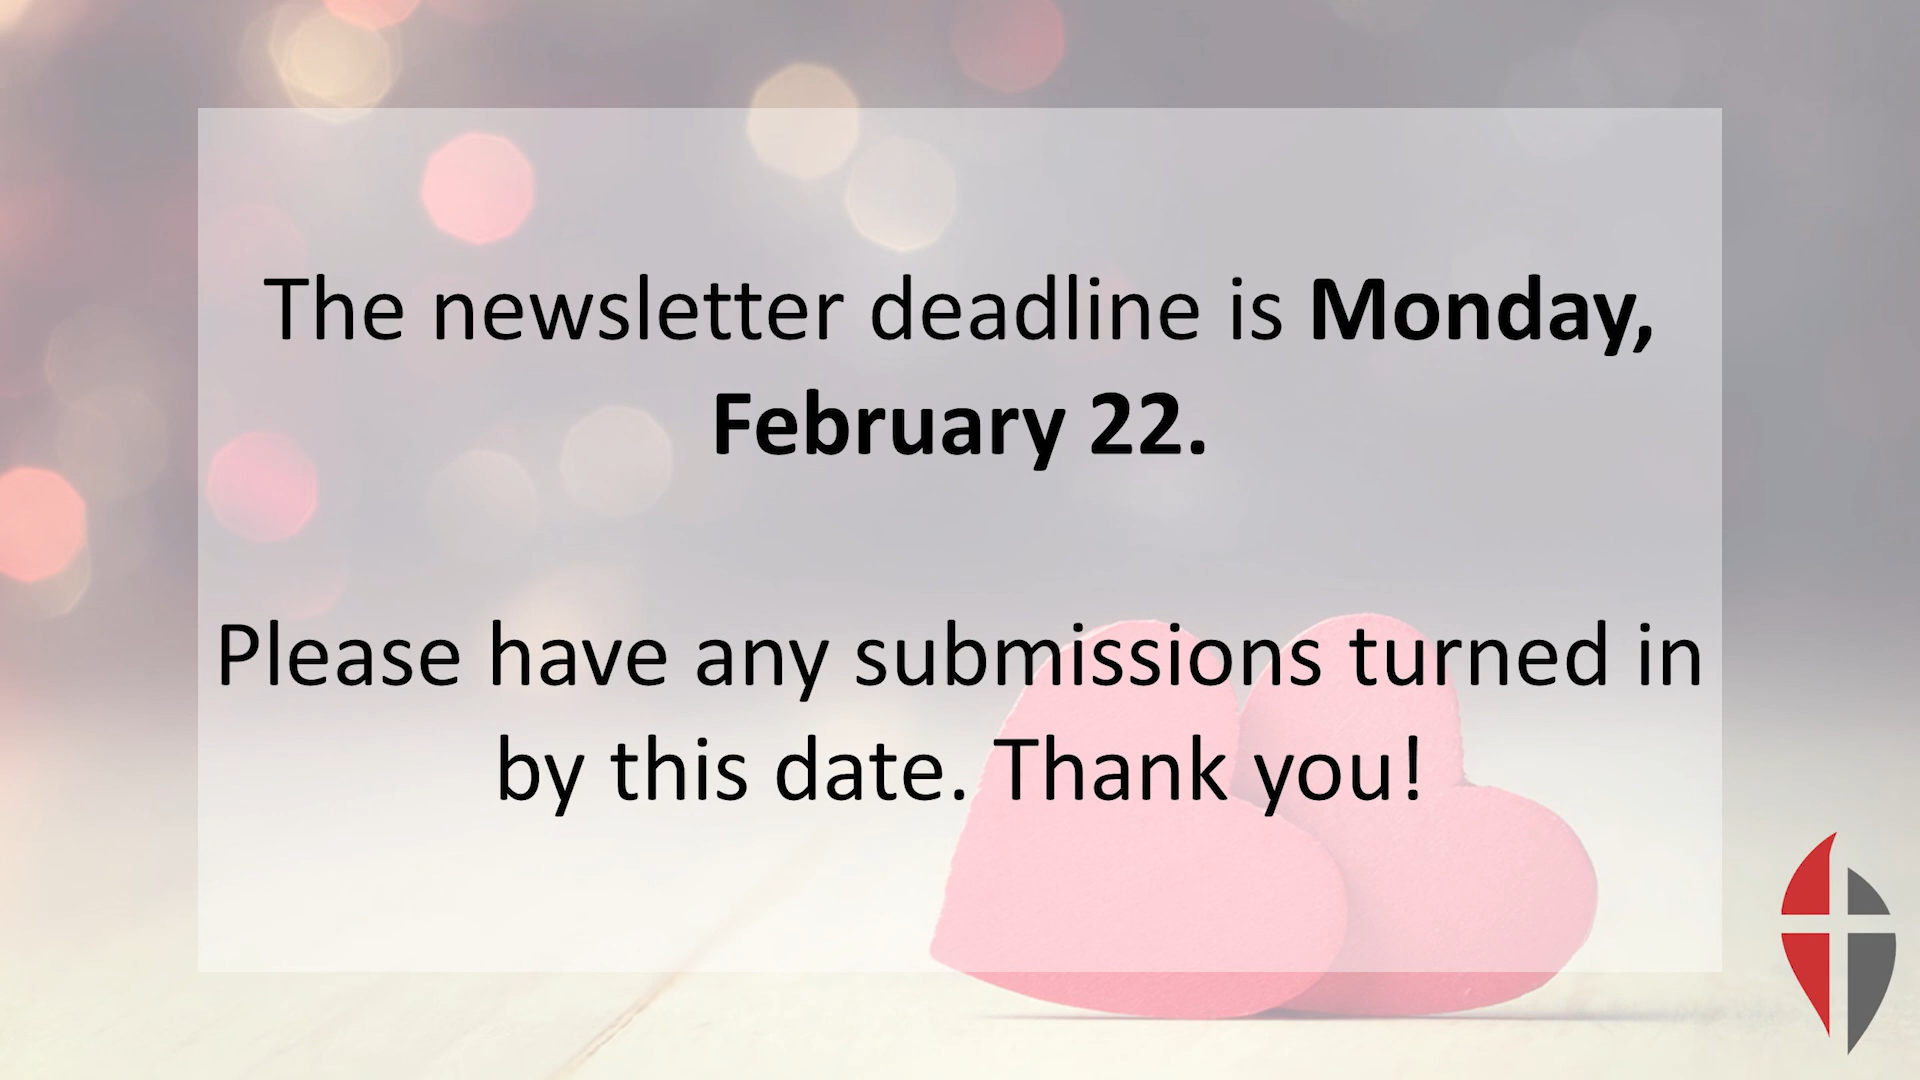 The newsletter deadline is Monday,
February 22.
Please have any submissions turned in
by this date. Thank you!